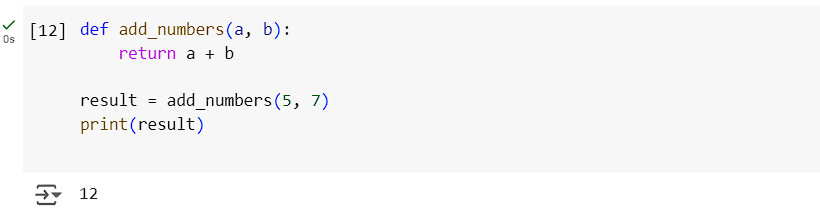 [12] def add_numbers(a, b):
    return a + b
result = add_numbers(5, 7)
print(result)
0s
12